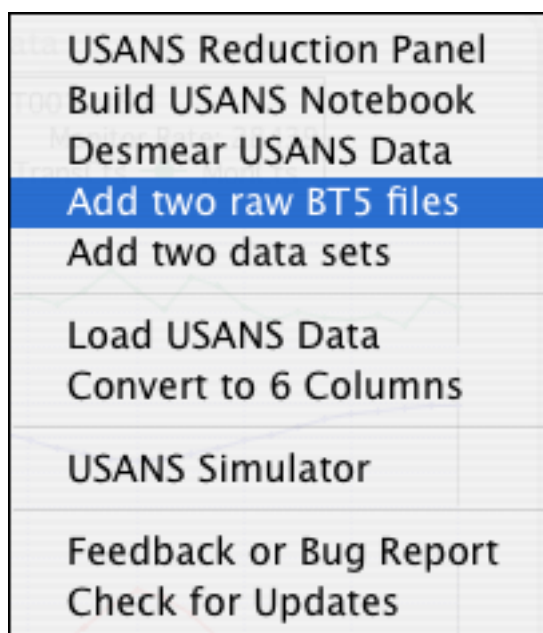 USANS Reduction Panel
Build USANS Notebook
Desmear USANS Data
Add two raw BT5 files
Add two data sets
Load USANS Data
Convert to 6 Columns
USANS Simulator
Feedback or Bug Report
Check for Updates